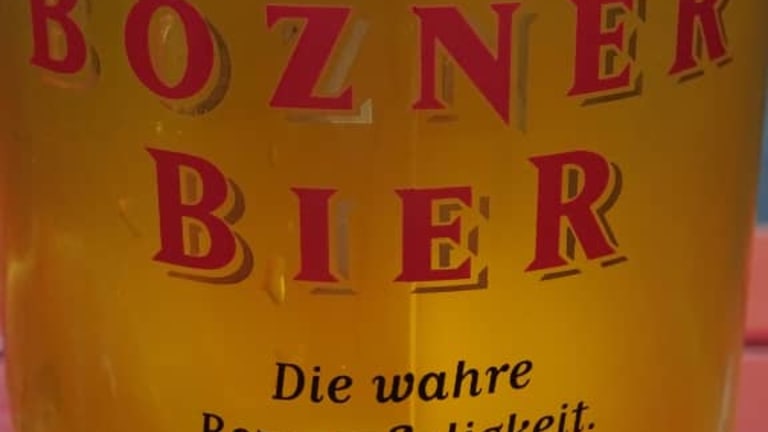 BOZNER
BIER
Die wahre